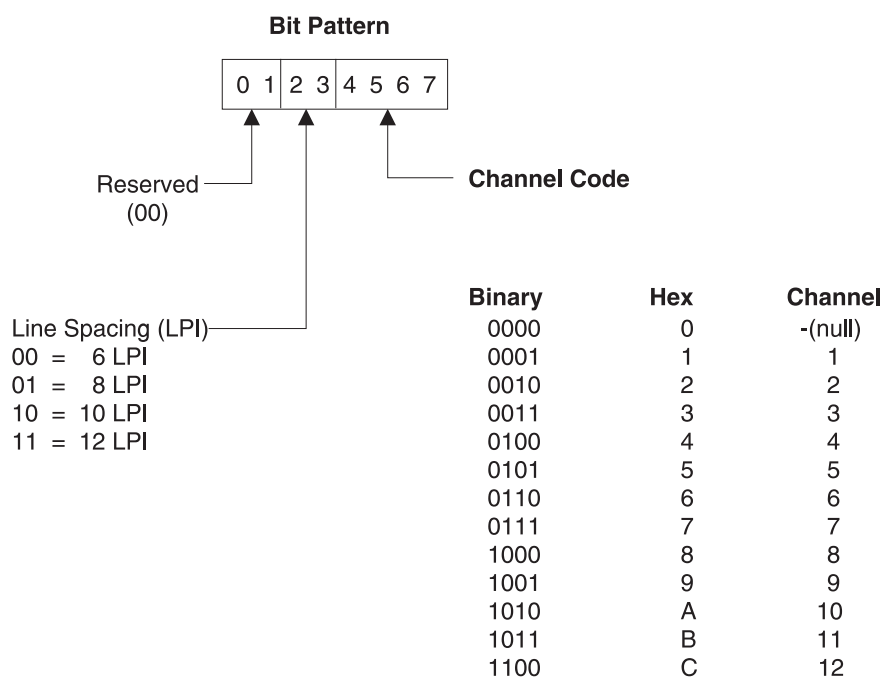 Bit Pattern
0 1 2 3 4 5 6 7
Reserved
(00)
Channel Code
Line Spacing (LPI)
00 = 6 LPI
01 = 8 LPI
10 = 10 LPI
11 = 12 LPI
Binary Hex Channel
0000 0 -(null)
0001 1 1
0010 2 2
0011 3 3
0100 4 4
0101 5 5
0110 6 6
0111 7 7
1000 8 8
1001 9 9
1010 A 10
1011 B 11
1100 C 12